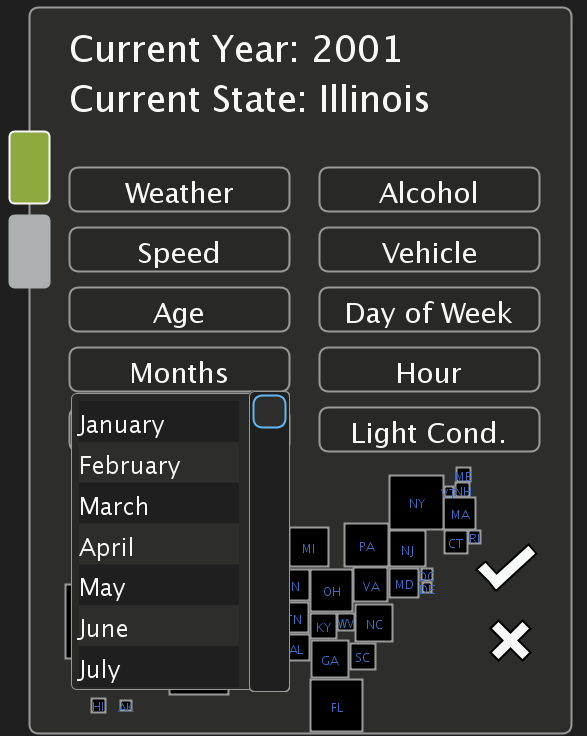 Current Year: 2001
Current State: Illinois
Weather
Alcohol
Speed
Vehicle
Age
Day of Week
Months
Hour
Light Cond.
January
February
March
April
May
June
July
NY
NH
MA
MI
PA
NJ
CT
RI
OH
VA
MD
KY
WV
NC
AL
GA
SC
FL
HI